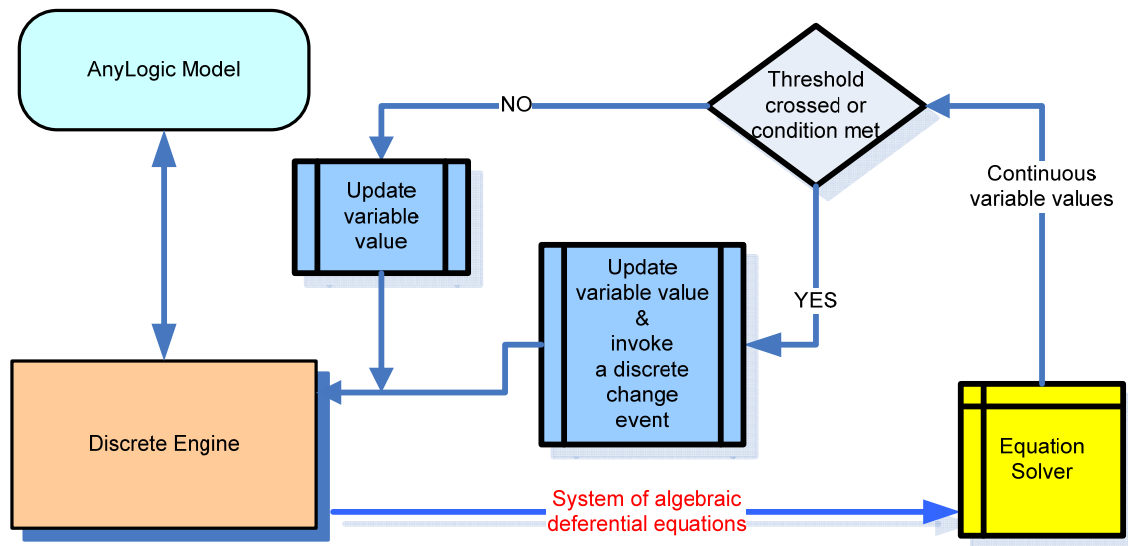 AnyLogic Model
Threshold
crossed or
condition met
NO
Continuous
variable values
Update
variable
value
Update
variable value
&
invoke
a discrete
change
event
YES
Discrete Engine
Equation
Solver
System of algebraic
deferential equations